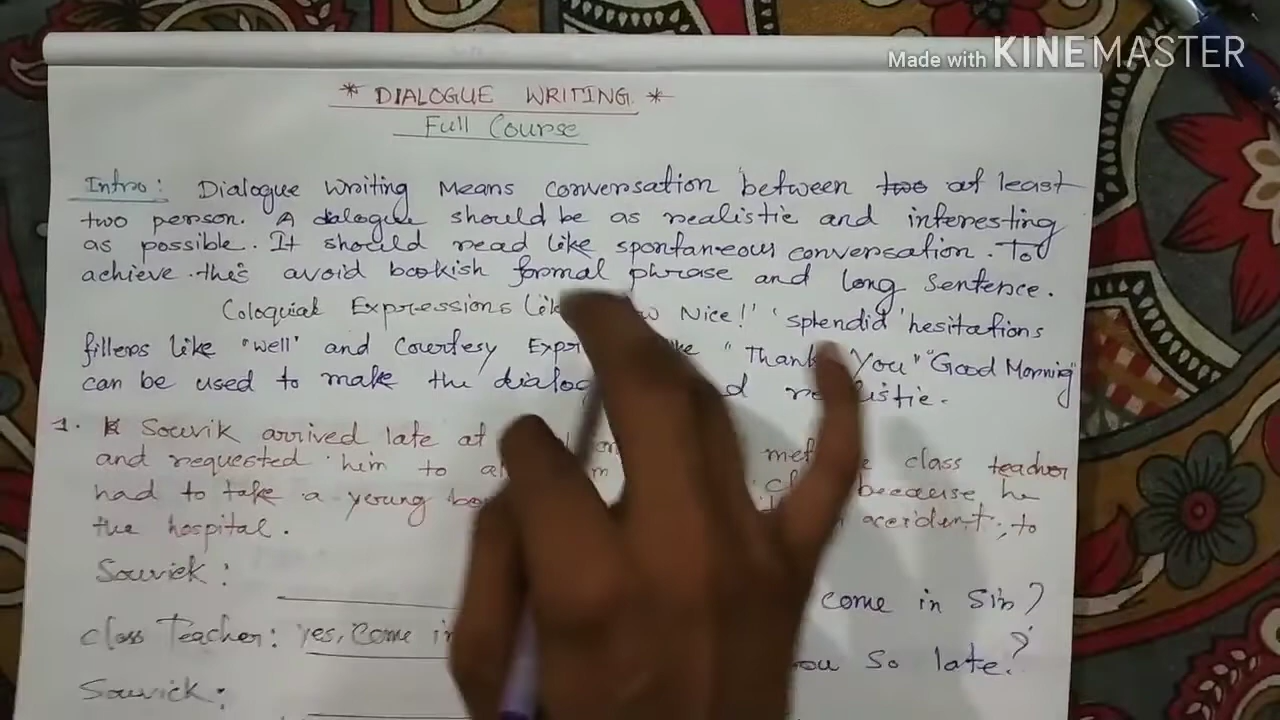 Made with KINEMASTER
* DIALOGUE WRITING *
Full Course
Intro: Dialogue Writing Means conversation between two at least
two person. A dialogue should be as realistic and interesting
as possible. It should read like spontaneous conversation. To
achieve this avoid bookish formal phrase and long sentence.
Coloquial Expressions Nice!' 'splendid' hesitations
fillers like "well" and Courtesy "Thank You" "Good Morning"
can be used to make the
1. Souvik arrived late at class teacher
and requested him to
had to take a young because he
the hospital. accident, to
Souvick: come in Sir?
Class Teacher: yes, Come in so late?
Souvick: